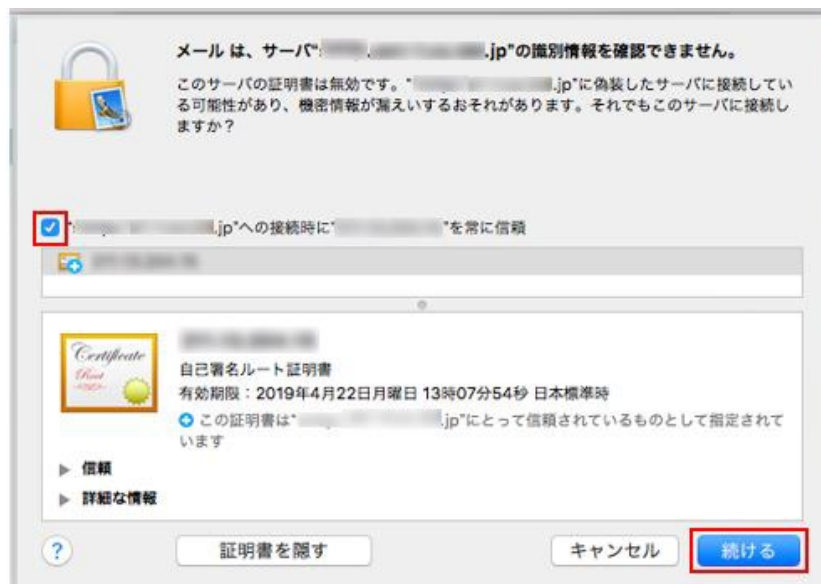 メール は、サーバ" .jp"の識別情報を確認できません。
このサーバの証明書は無効です。" .jp"に偽装したサーバに接続してい
る可能性があり、機密情報が漏えいするおそれがあります。それでもこのサーバに接続し
ますか？
" .jp"への接続時に" "を常に信頼
Certificate
Root
自己署名ルート証明書
有効期限：2019年4月22日月曜日 13時07分54秒 日本標準時
この証明書は" .jp"にとって信頼されているものとして指定されて
います
信頼
詳細な情報
? 証明書を隠す キャンセル 続ける